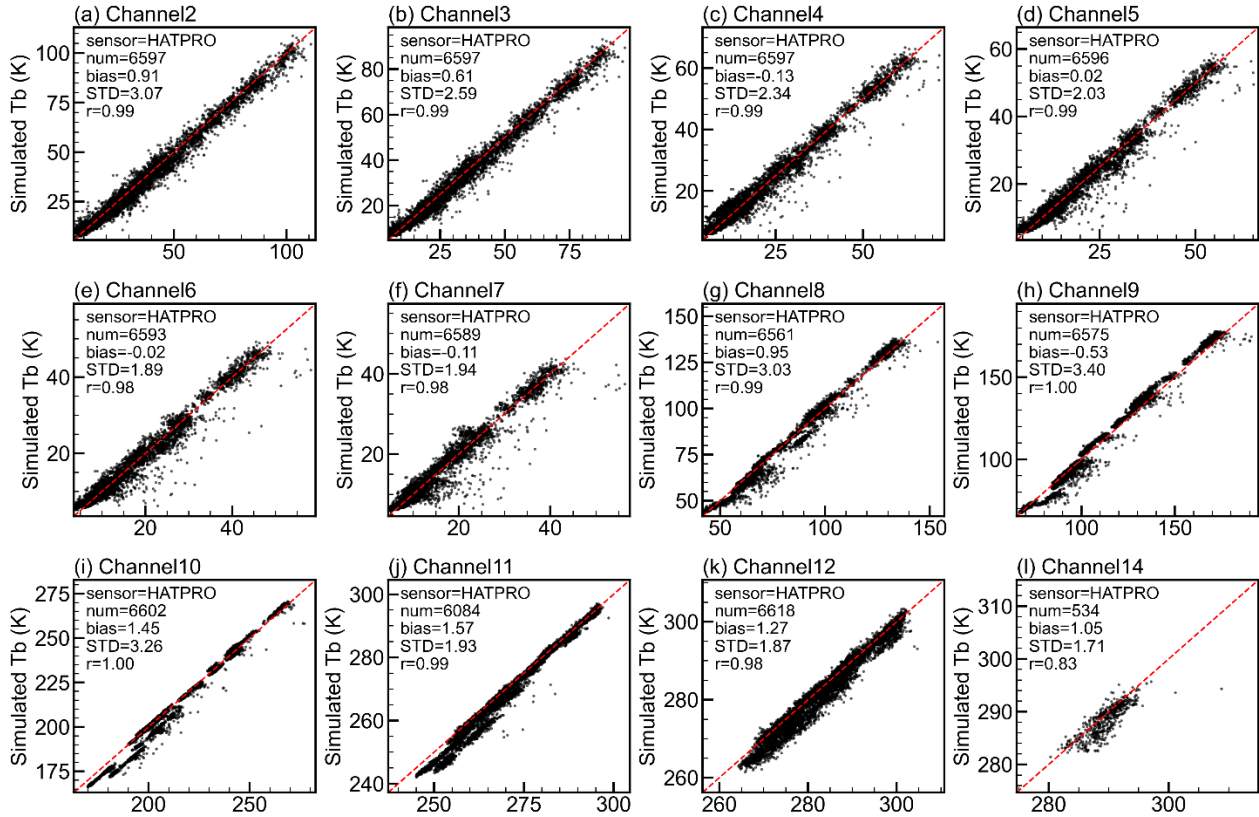 (a) Channel2
sensor=HATPRO
num=6597
bias=0.91
STD=3.07
r=0.99
Simulated Tb (K)
100
75
50
25
50
100
(b) Channel3
sensor=HATPRO
num=6597
bias=0.61
STD=2.59
r=0.99
Simulated Tb (K)
80
60
40
20
25
50
75
(c) Channel4
sensor=HATPRO
num=6597
bias=-0.13
STD=2.34
r=0.99
Simulated Tb (K)
60
40
20
25
50
(d) Channel5
sensor=HATPRO
num=6596
bias=0.02
STD=2.03
r=0.99
Simulated Tb (K)
60
40
20
25
50
(e) Channel6
sensor=HATPRO
num=6593
bias=-0.02
STD=1.89
r=0.98
Simulated Tb (K)
40
20
20
40
(f) Channel7
sensor=HATPRO
num=6589
bias=-0.11
STD=1.94
r=0.98
Simulated Tb (K)
40
20
20
40
(g) Channel8
sensor=HATPRO
num=6561
bias=0.95
STD=3.03
r=0.99
Simulated Tb (K)
150
125
100
75
50
50
100
150
(h) Channel9
sensor=HATPRO
num=6575
bias=-0.53
STD=3.40
r=1.00
Simulated Tb (K)
150
100
100
150
(i) Channel10
sensor=HATPRO
num=6602
bias=1.45
STD=3.26
r=1.00
Simulated Tb (K)
275
250
225
200
175
200
250
(j) Channel11
sensor=HATPRO
num=6084
bias=1.57
STD=1.93
r=0.99
Simulated Tb (K)
300
280
260
240
250
275
300
(k) Channel12
sensor=HATPRO
num=6618
bias=1.27
STD=1.87
r=0.98
Simulated Tb (K)
300
280
260
260
280
300
(l) Channel14
sensor=HATPRO
num=534
bias=1.05
STD=1.71
r=0.83
Simulated Tb (K)
310
300
290
280
280
300